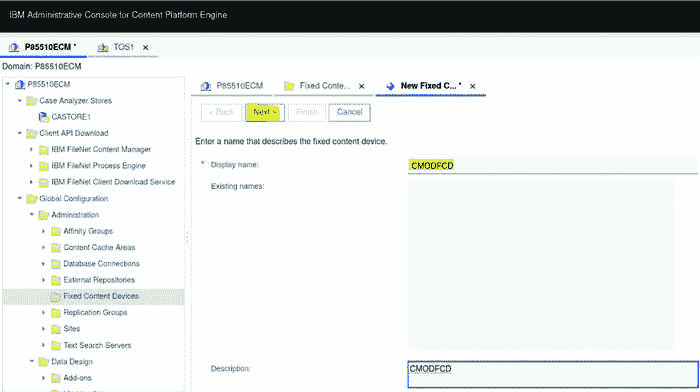 IBM Administrative Console for Content Platform Engine
P85510ECM *
TOS1
Domain: P85510ECM
P85510ECM
Case Analyzer Stores
CASTORE1
Client API Download
IBM FileNet Content Manager
IBM FileNet Process Engine
IBM FileNet Client Download Service
Global Configuration
Administration
Affinity Groups
Content Cache Areas
Database Connections
External Repositories
Fixed Content Devices
Replication Groups
Sites
Text Search Servers
Data Design
Add-ons
P85510ECM
Fixed Conte...
New Fixed C... *
< Back
Next >
Finish
Cancel
Enter a name that describes the fixed content device.
* Display name:
CMODFCD
Existing names:
Description:
CMODFCD